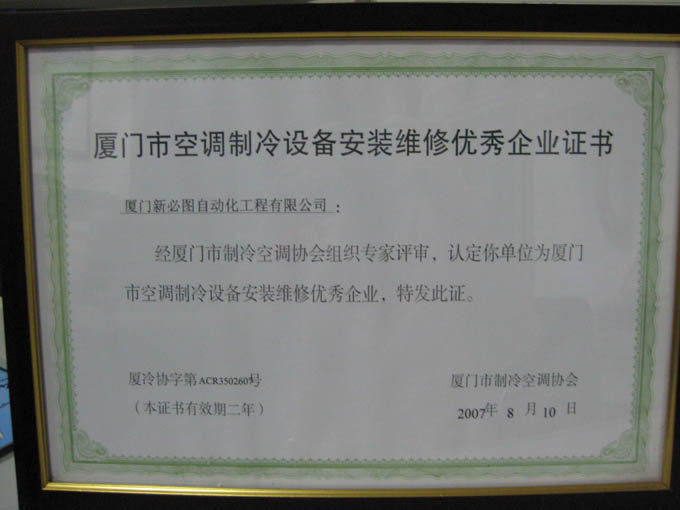 厦门市空调制冷设备安装维修优秀企业证书
厦门新必图自动化工程有限公司：
经厦门市制冷空调协会组织专家评审，认定你单位为厦门
市空调制冷设备安装维修优秀企业，特发此证。
厦冷协字第ACR350260号
（本证书有效期二年）
厦门市制冷空调协会
2007年 8 月 10 日